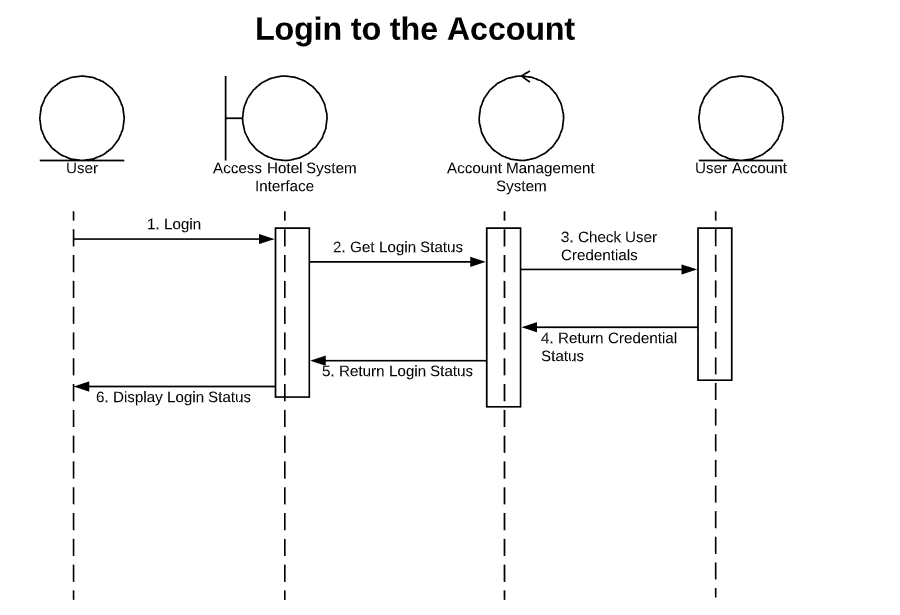 Login to the Account
User
Access Hotel System
Interface
Account Management
System
User Account
1. Login
2. Get Login Status
3. Check User
Credentials
4. Return Credential
Status
5. Return Login Status
6. Display Login Status